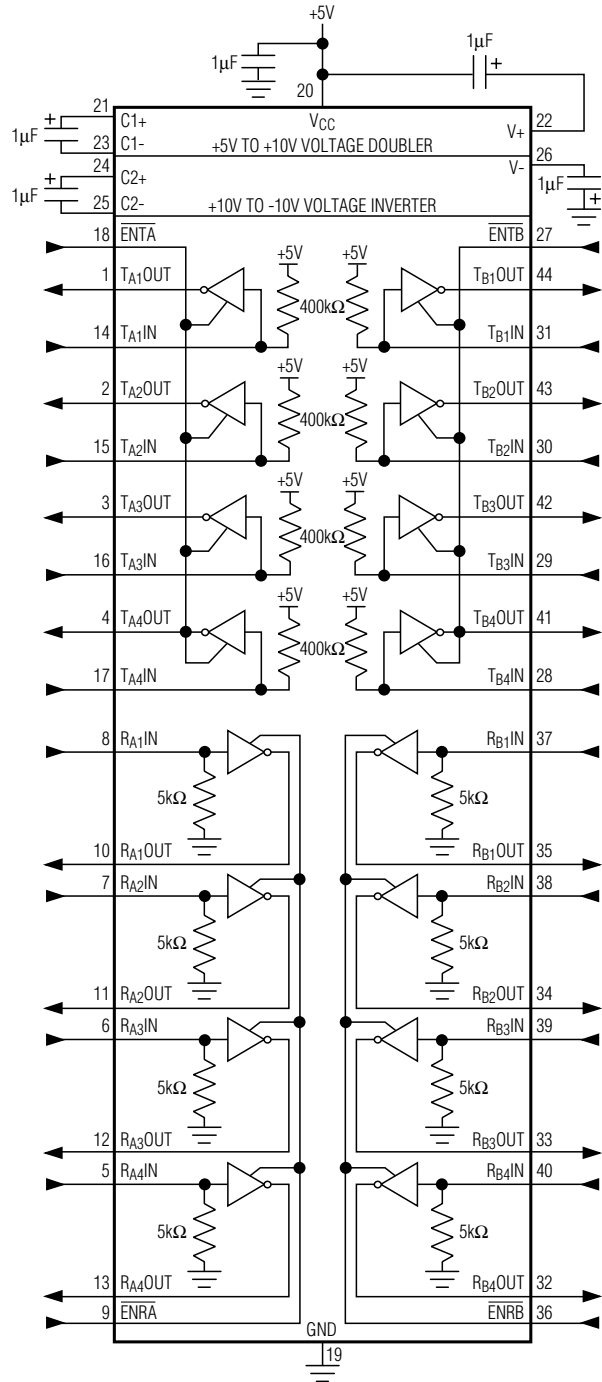 +5V
1µF
1µF
+
20
21
22
+
C1+
VCC
V+
1µF
23
C1-
+5V TO +10V VOLTAGE DOUBLER
24
26
+
C2+
V-
1µF
25
C2-
+10V TO -10V VOLTAGE INVERTER
1µF
+
18 ENTA
ENTB 27
+5V
+5V
1 TA1OUT
TB1OUT 44
400kΩ
14 TA1IN
TB1IN 31
+5V
+5V
2 TA2OUT
TB2OUT 43
400kΩ
15 TA2IN
TB2IN 30
+5V
+5V
3 TA3OUT
TB3OUT 42
400kΩ
16 TA3IN
TB3IN 29
+5V
+5V
4 TA4OUT
TB4OUT 41
400kΩ
17 TA4IN
TB4IN 28
8 RA1IN
RB1IN 37
5kΩ
5kΩ
10 RA1OUT
RB1OUT 35
7 RA2IN
RB2IN 38
5kΩ
5kΩ
11 RA2OUT
RB2OUT 34
6 RA3IN
RB3IN 39
5kΩ
5kΩ
12 RA3OUT
RB3OUT 33
5 RA4IN
RB4IN 40
5kΩ
5kΩ
13 RA4OUT
RB4OUT 32
9 ENRA
ENRB 36
GND
19